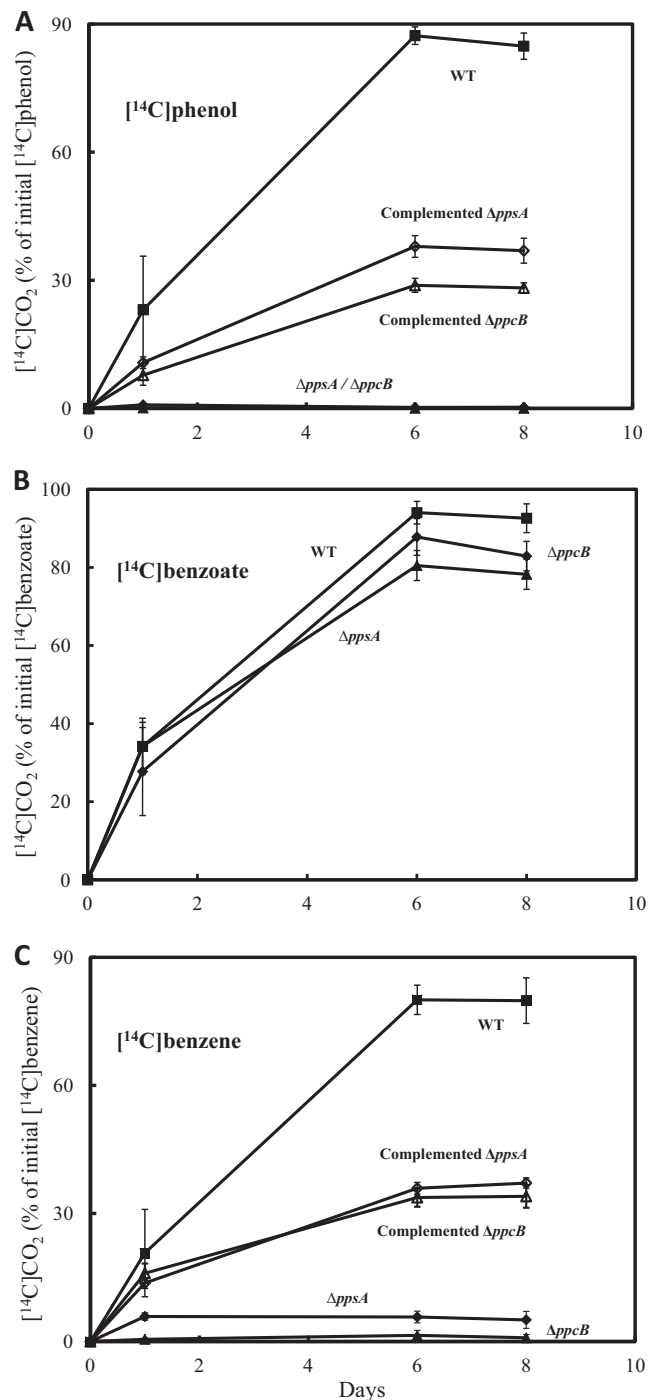 A
[¹⁴C]CO₂ (% of initial [¹⁴C]phenol)
90
60
30
0
[¹⁴C]phenol
WT
Complemented ΔppsA
Complemented ΔppcB
ΔppsA / ΔppcB
0 2 4 6 8 10
B
[¹⁴C]CO₂ (% of initial [¹⁴C]benzoate)
100
80
60
40
20
0
[¹⁴C]benzoate
WT
ΔppcB
ΔppsA
0 2 4 6 8 10
C
[¹⁴C]CO₂ (% of initial [¹⁴C]benzene)
90
60
30
0
[¹⁴C]benzene
WT
Complemented ΔppsA
Complemented ΔppcB
ΔppsA
ΔppcB
0 2 4 6 8 10
Days